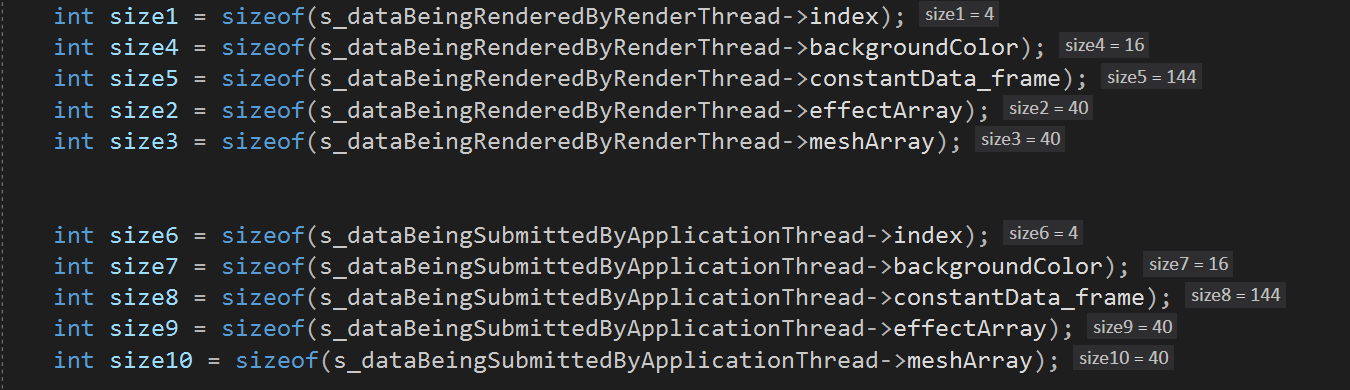 int size1 = sizeof(s_dataBeingRenderedByRenderThread->index); size1 = 4
int size4 = sizeof(s_dataBeingRenderedByRenderThread->backgroundColor); size4 = 16
int size5 = sizeof(s_dataBeingRenderedByRenderThread->constantData_frame); size5 = 144
int size2 = sizeof(s_dataBeingRenderedByRenderThread->effectArray); size2 = 40
int size3 = sizeof(s_dataBeingRenderedByRenderThread->meshArray); size3 = 40
int size6 = sizeof(s_dataBeingSubmittedByApplicationThread->index); size6 = 4
int size7 = sizeof(s_dataBeingSubmittedByApplicationThread->backgroundColor); size7 = 16
int size8 = sizeof(s_dataBeingSubmittedByApplicationThread->constantData_frame); size8 = 144
int size9 = sizeof(s_dataBeingSubmittedByApplicationThread->effectArray); size9 = 40
int size10 = sizeof(s_dataBeingSubmittedByApplicationThread->meshArray); size10 = 40